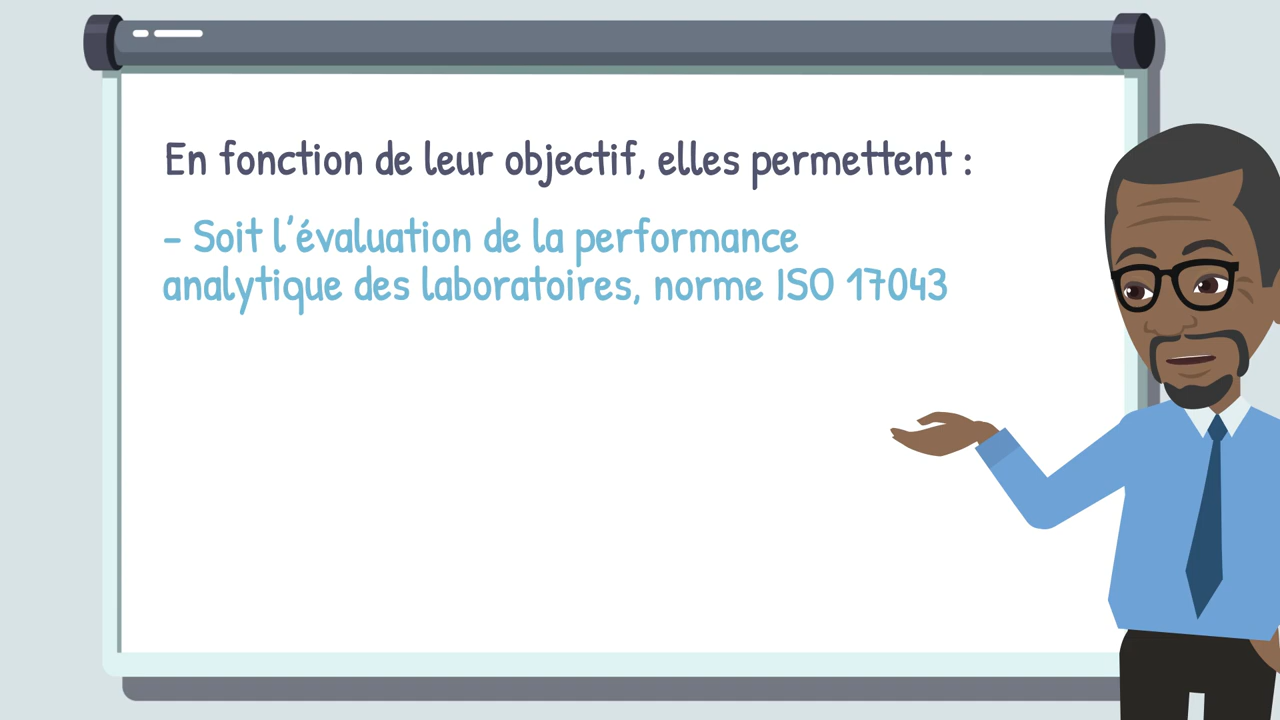 En fonction de leur objectif, elles permettent :
- Soit l'évaluation de la performance
analytique des laboratoires, norme ISO 17043